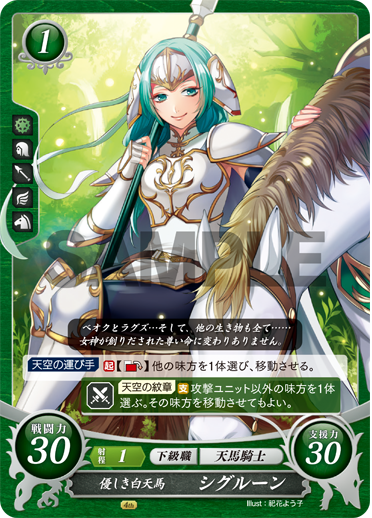 1
SAMPLE
ベオクとラグズ…そして、他の生き物も全て……
女神が創りだされた尊い命に変わりありません。
天空の運び手 起【】他の味方を1体選び、移動させる。
天空の紋章 支 攻撃ユニット以外の味方を1体
選ぶ。その味方を移動させてもよい。
戦闘力 30
射程 1 下級職 天馬騎士
支援力 30
優しき白天馬 シグルーン
4th
Illust：祀花よう子